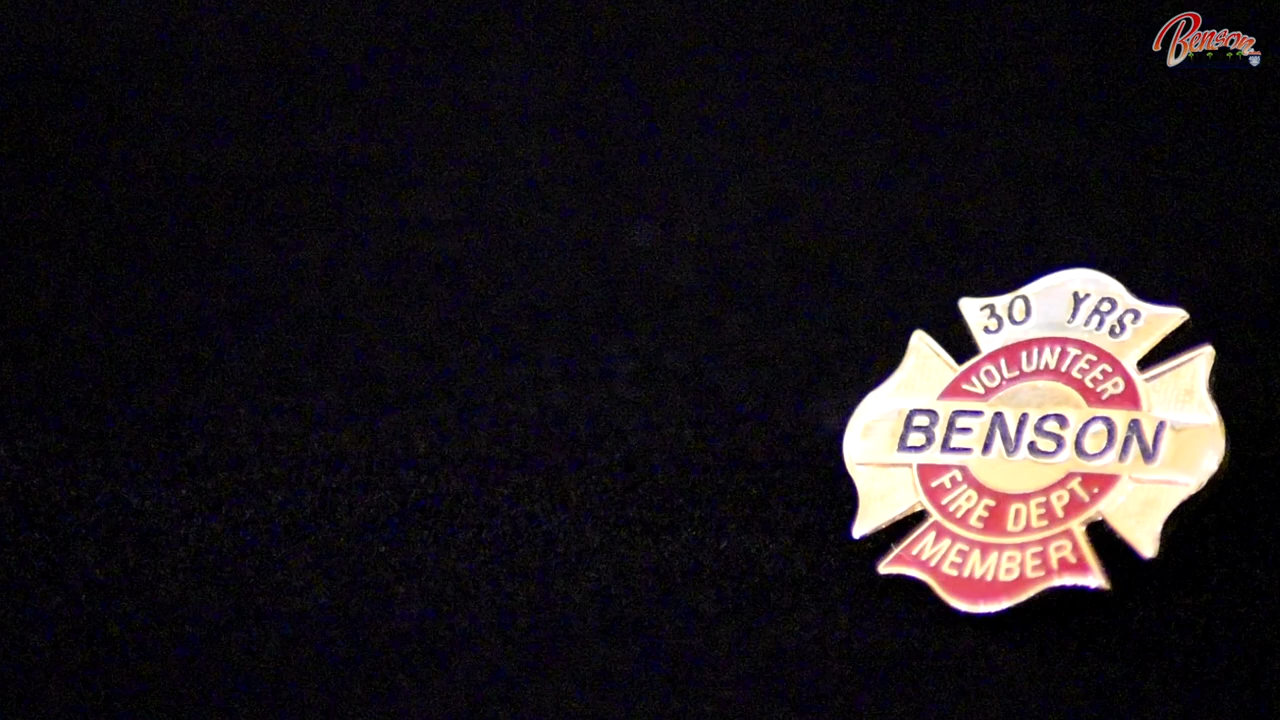 Benson
30 YRS
VOLUNTEER
BENSON
FIRE DEPT.
MEMBER